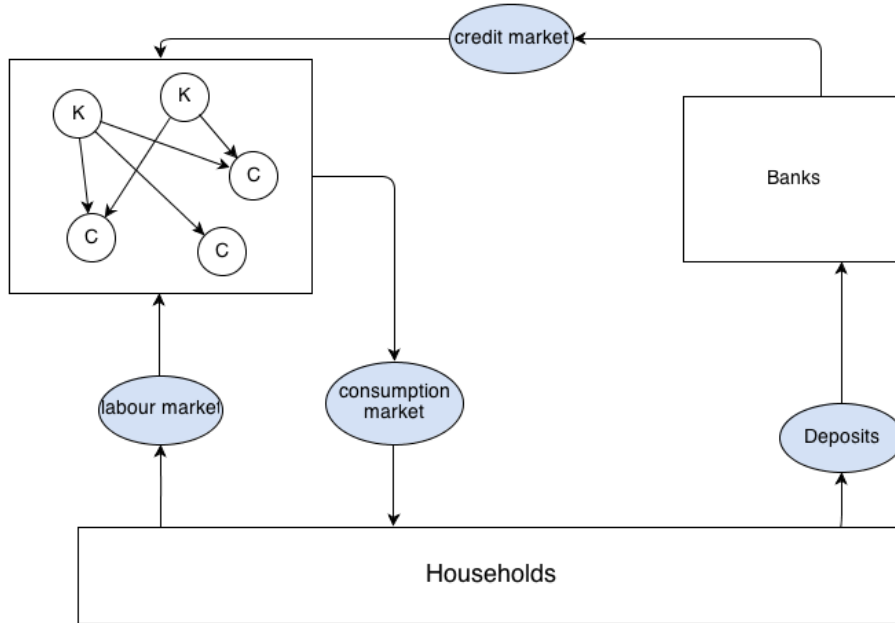 credit market
K
K
C
Banks
C
C
labour market
consumption
market
Deposits
Households